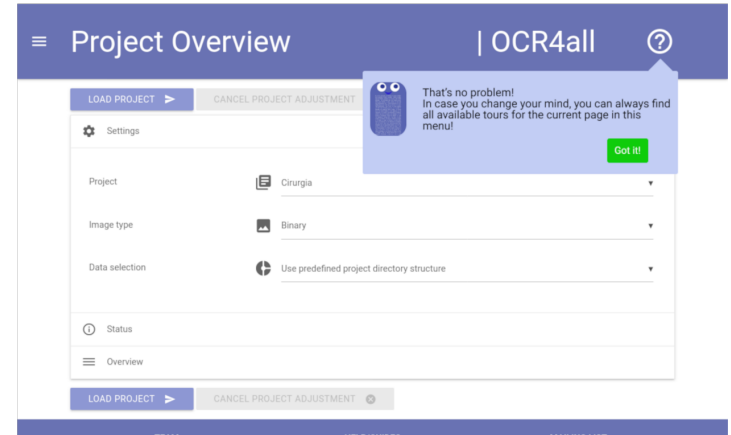 Project Overview | OCR4all
LOAD PROJECT CANCEL PROJECT ADJUSTMENT
That's no problem!
In case you change your mind, you can always find
all available tours for the current page in this
menu!
Got it!
Settings
Project Cirurgia
Image type Binary
Data selection Use predefined project directory structure
Status
Overview
LOAD PROJECT CANCEL PROJECT ADJUSTMENT